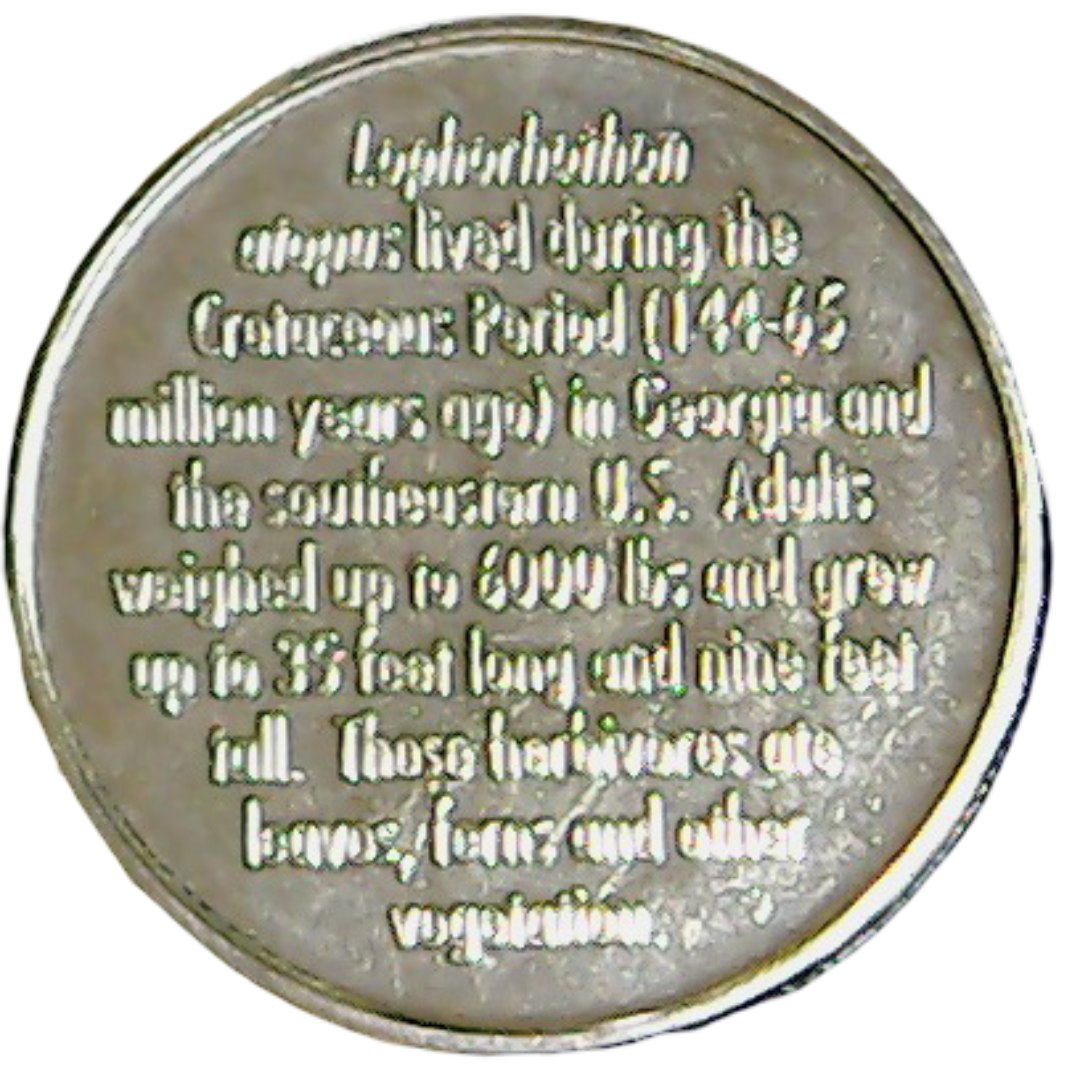 Lophorhothon
atopus lived during the
Cretaceous Period (144-65
million years ago) in Georgia and
the southeastern U.S. Adults
weighed up to 6000 lbs and grew
up to 35 feet long and nine feet
tall. These herbivores ate
leaves, ferns and other
vegetation.